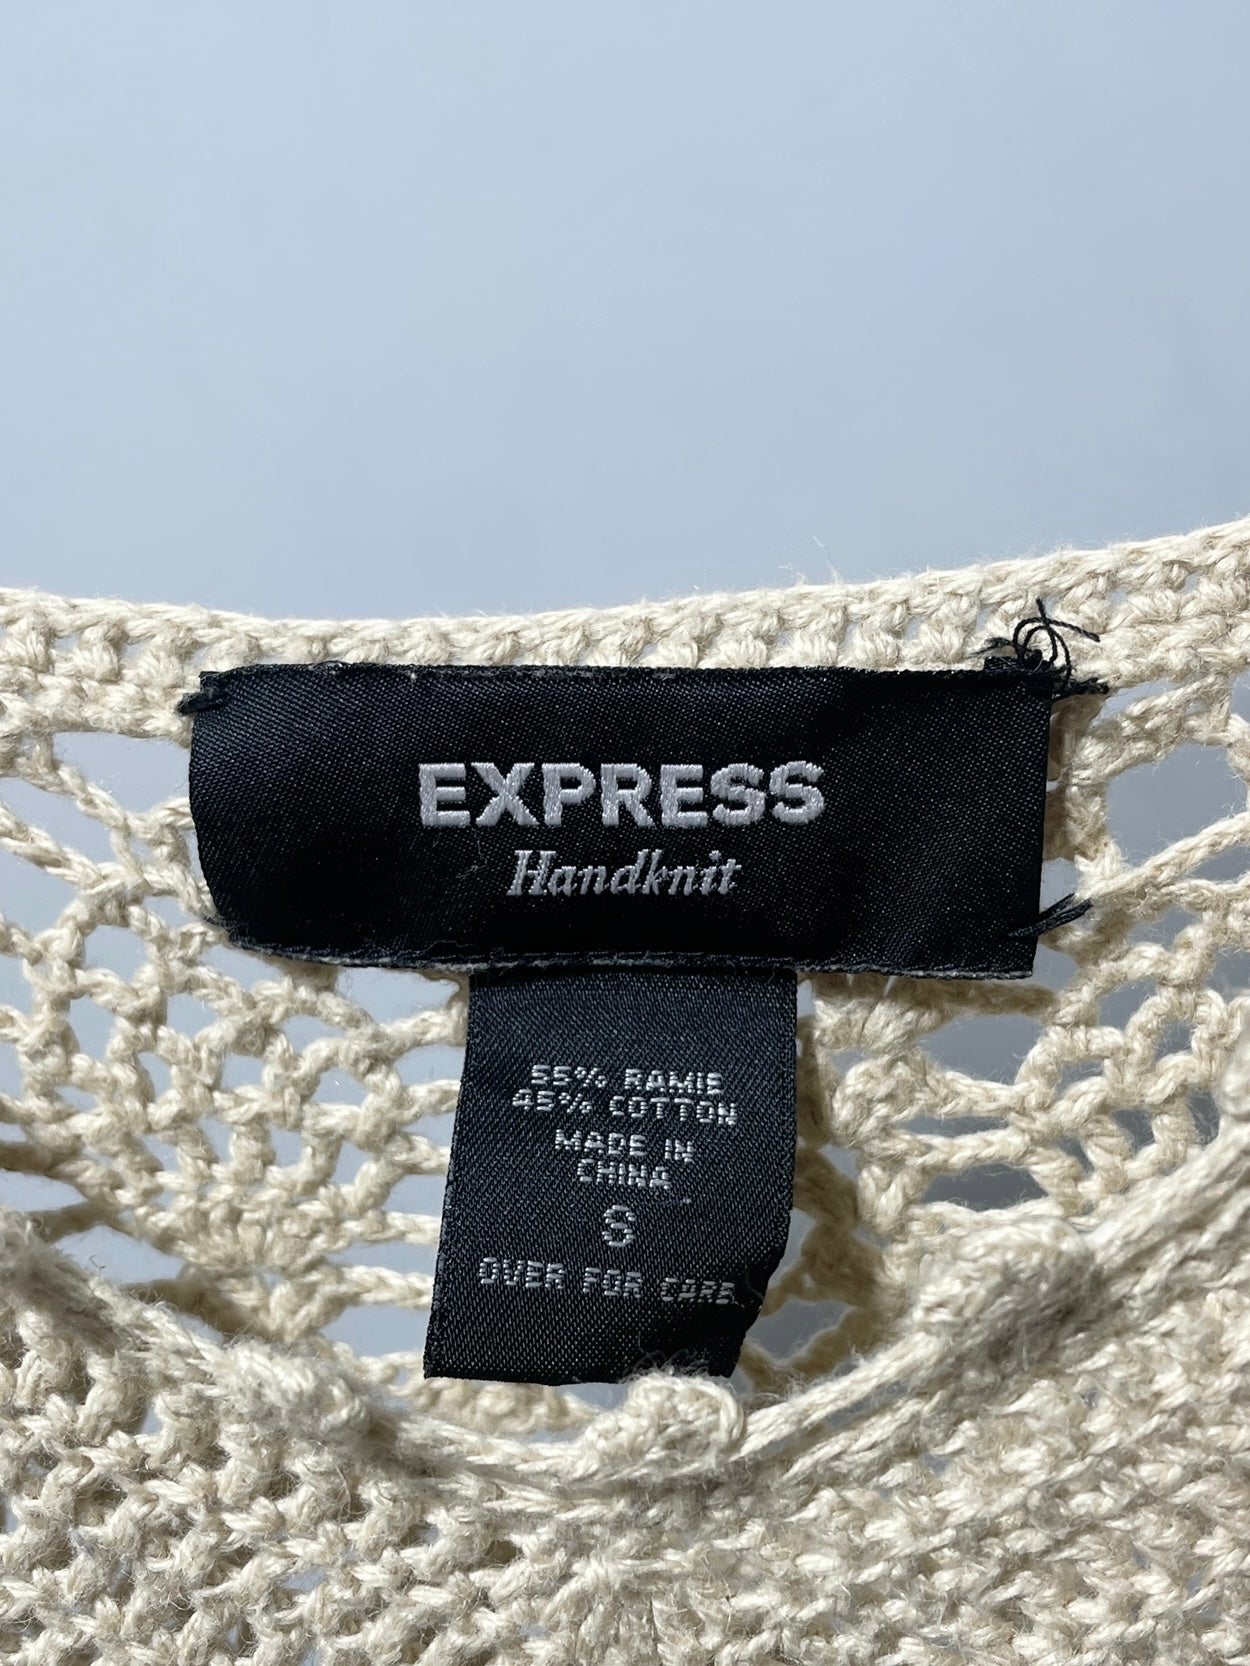 EXPRESS
Handknit
55% RAMIE
45% COTTON
MADE IN
CHINA
S
OVER FOR CARE